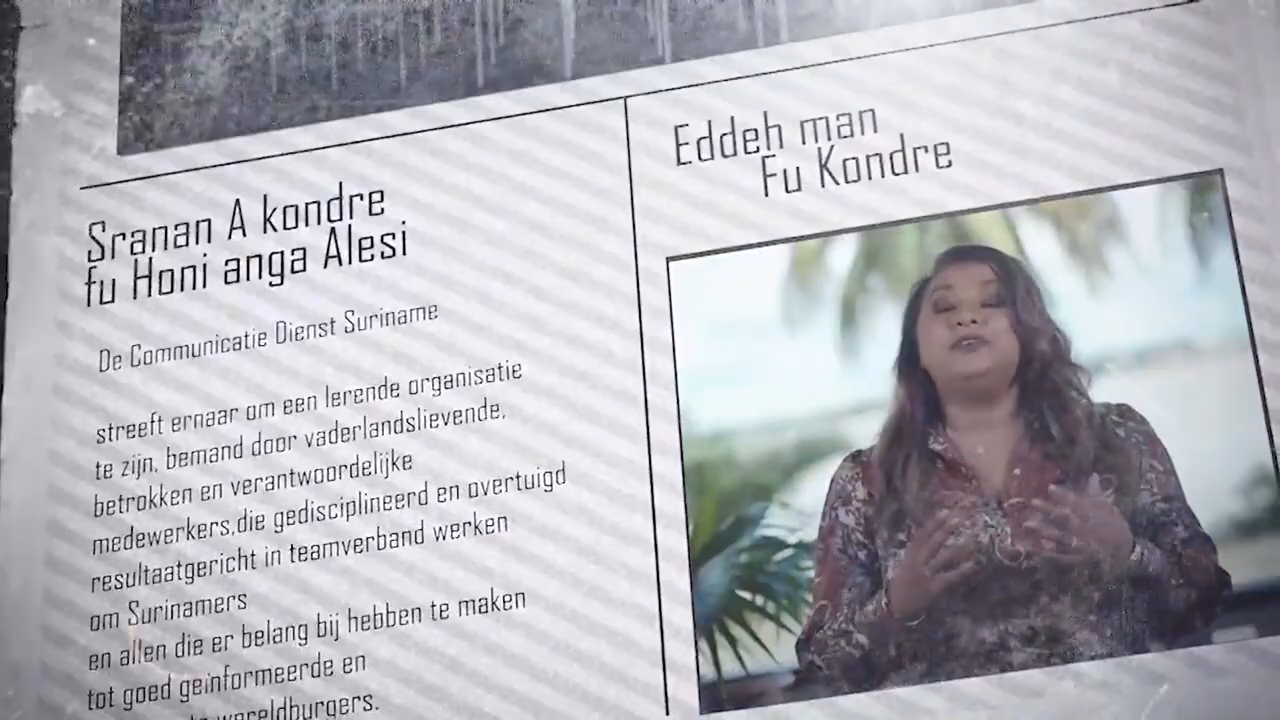 Sranan A kondre
fu Honi anga Alesi
De Communicatie Dienst Suriname
streeft ernaar om een lerende organisatie
te zijn, bemand door vaderlandslievende,
betrokken en verantwoordelijke
medewerkers,die gedisciplineerd en overtuigd
resultaatgericht in teamverband werken
om Surinamers
en allen die er belang bij hebben te maken
tot goed geïnformeerde en
wereldburgers.
Eddeh man
Fu Kondre